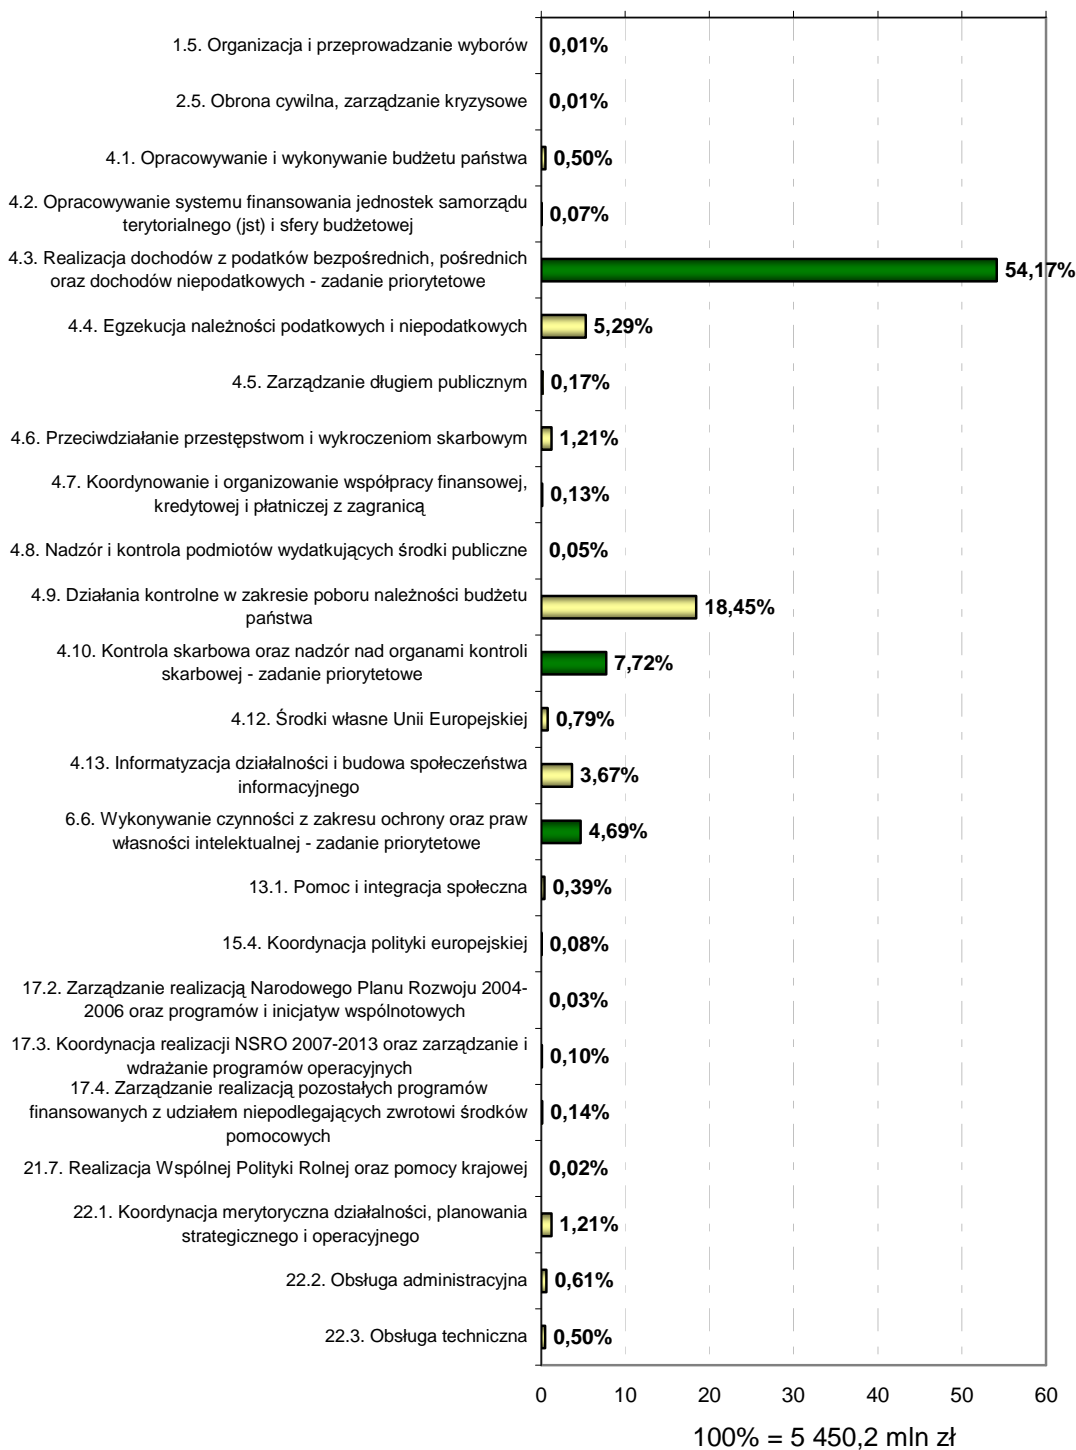 1.5. Organizacja i przeprowadzanie wyborów
0,01%
2.5. Obrona cywilna, zarządzanie kryzysowe
0,01%
4.1. Opracowywanie i wykonywanie budżetu państwa
0,50%
4.2. Opracowywanie systemu finansowania jednostek samorządu
terytorialnego (jst) i sfery budżetowej
0,07%
4.3. Realizacja dochodów z podatków bezpośrednich, pośrednich
oraz dochodów niepodatkowych - zadanie priorytetowe
54,17%
4.4. Egzekucja należności podatkowych i niepodatkowych
5,29%
4.5. Zarządzanie długiem publicznym
0,17%
4.6. Przeciwdziałanie przestępstwom i wykroczeniom skarbowym
1,21%
4.7. Koordynowanie i organizowanie współpracy finansowej,
kredytowej i płatniczej z zagranicą
0,13%
4.8. Nadzór i kontrola podmiotów wydatkujących środki publiczne
0,05%
4.9. Działania kontrolne w zakresie poboru należności budżetu
państwa
18,45%
4.10. Kontrola skarbowa oraz nadzór nad organami kontroli
skarbowej - zadanie priorytetowe
7,72%
4.12. Środki własne Unii Europejskiej
0,79%
4.13. Informatyzacja działalności i budowa społeczeństwa
informacyjnego
3,67%
6.6. Wykonywanie czynności z zakresu ochrony oraz praw
własności intelektualnej - zadanie priorytetowe
4,69%
13.1. Pomoc i integracja społeczna
0,39%
15.4. Koordynacja polityki europejskiej
0,08%
17.2. Zarządzanie realizacją Narodowego Planu Rozwoju 2004-
2006 oraz programów i inicjatyw wspólnotowych
0,03%
17.3. Koordynacja realizacji NSRO 2007-2013 oraz zarządzanie i
wdrażanie programów operacyjnych
0,10%
17.4. Zarządzanie realizacją pozostałych programów
finansowanych z udziałem niepodlegających zwrotowi środków
pomocowych
0,14%
21.7. Realizacja Wspólnej Polityki Rolnej oraz pomocy krajowej
0,02%
22.1. Koordynacja merytoryczna działalności, planowania
strategicznego i operacyjnego
1,21%
22.2. Obsługa administracyjna
0,61%
22.3. Obsługa techniczna
0,50%
0 10 20 30 40 50 60
100% = 5 450,2 mln zł